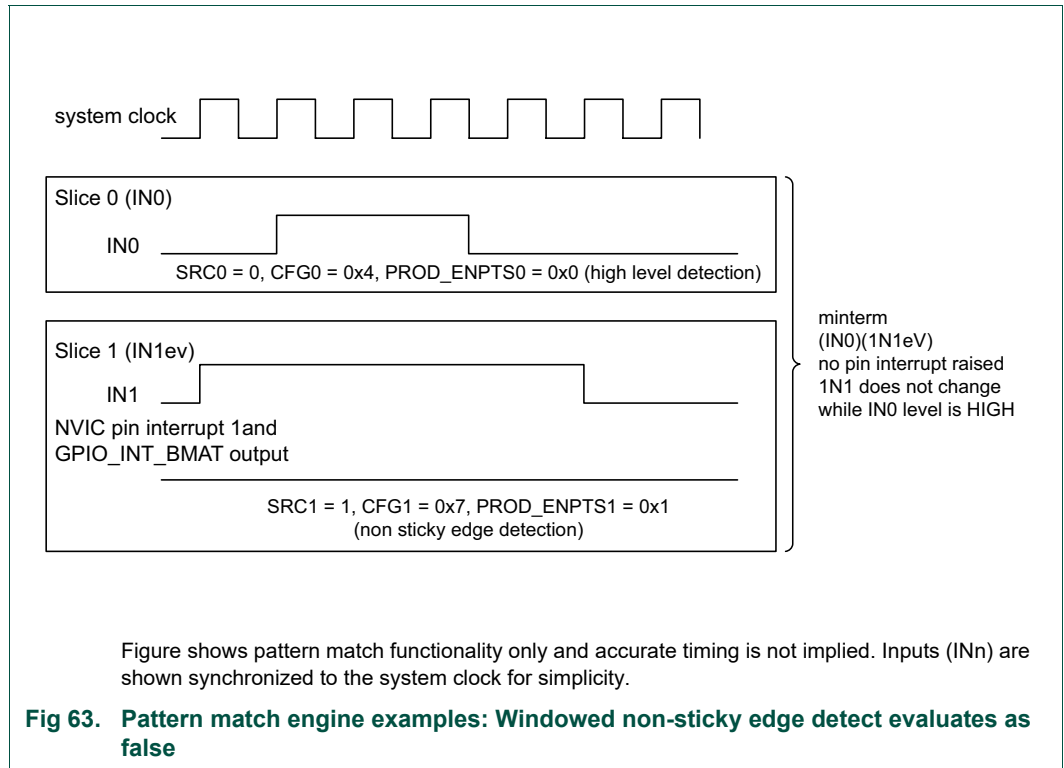 system clock
Slice 0 (IN0)
IN0
SRC0 = 0, CFG0 = 0x4, PROD_ENPTS0 = 0x0 (high level detection)
Slice 1 (IN1ev)
IN1
NVIC pin interrupt 1and
GPIO_INT_BMAT output
SRC1 = 1, CFG1 = 0x7, PROD_ENPTS1 = 0x1
(non sticky edge detection)
minterm
(IN0)(1N1eV)
no pin interrupt raised
1N1 does not change
while IN0 level is HIGH
Figure shows pattern match functionality only and accurate timing is not implied. Inputs (INn) are
shown synchronized to the system clock for simplicity.
Fig 63. Pattern match engine examples: Windowed non-sticky edge detect evaluates as
false